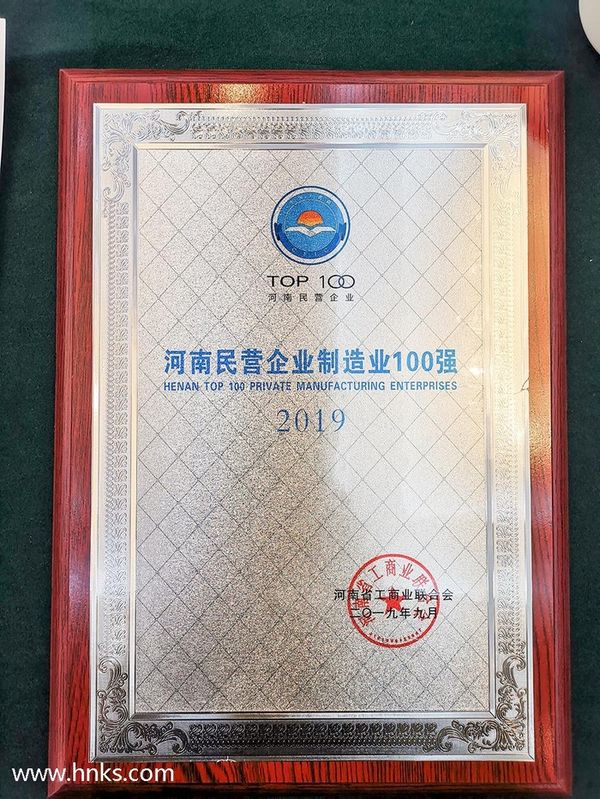 TOP 100
河南民营企业
河南民营企业制造业100强
HENAN TOP 100 PRIVATE MANUFACTURING ENTERPRISES
2019
河南省工商业联合会
二〇一九年九月
www.hnks.com